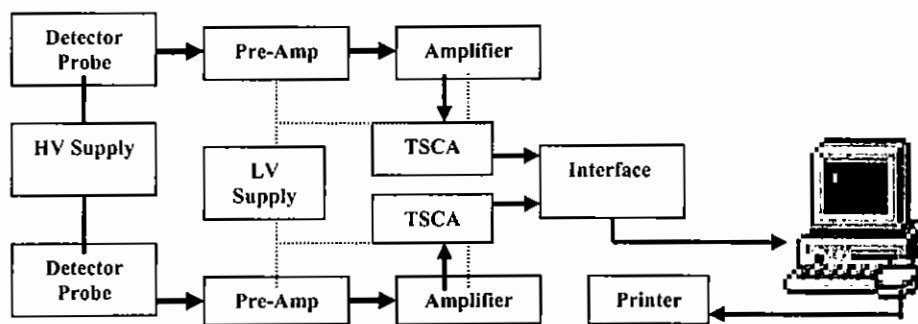 Detector
Probe
Pre-Amp
Amplifier
HV Supply
LV
Supply
TSCA
TSCA
Interface
Detector
Probe
Pre-Amp
Amplifier
Printer